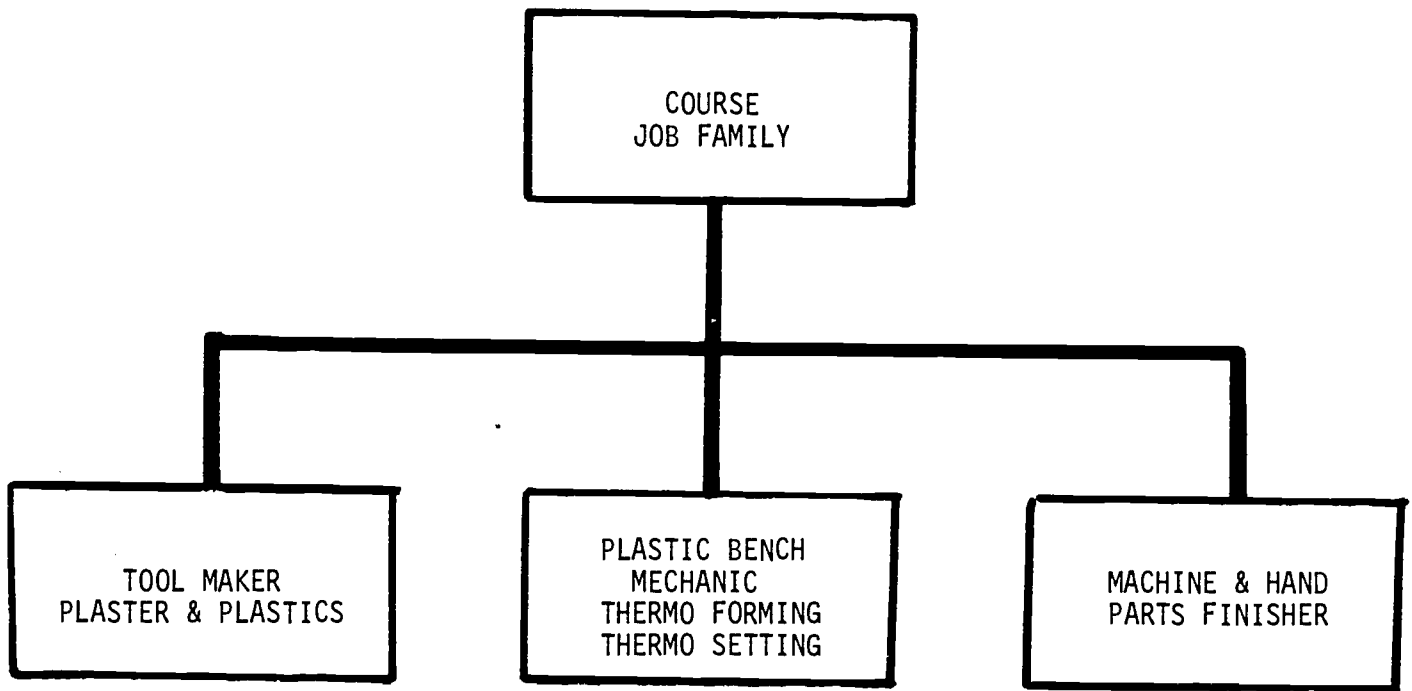 COURSE
JOB FAMILY
TOOL MAKER
PLASTER & PLASTICS
PLASTIC BENCH
MECHANIC
THERMO FORMING
THERMO SETTING
MACHINE & HAND
PARTS FINISHER